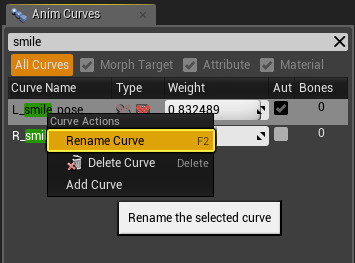 Anim Curves
smile
All Curves Morph Target Attribute Material
Curve Name Type Weight Aut Bones
L_smile_pose 0.832489 0
Curve Actions
R_smi 0
Rename Curve F2
Delete Curve Delete
Add Curve
Rename the selected curve